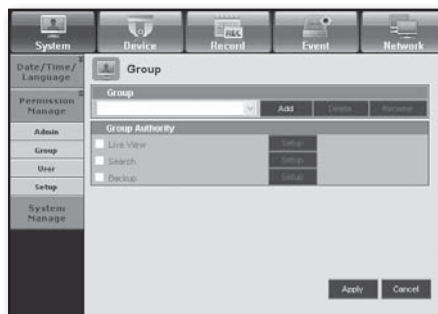 System Device Record Event Network
Date/Time/
Language
Group
Permission
Manage
Group
Add Delete Rename
Admin
Group
User
Setup
Group Authority
Live View Setup
Search Setup
Backup Setup
System
Manage
Apply Cancel